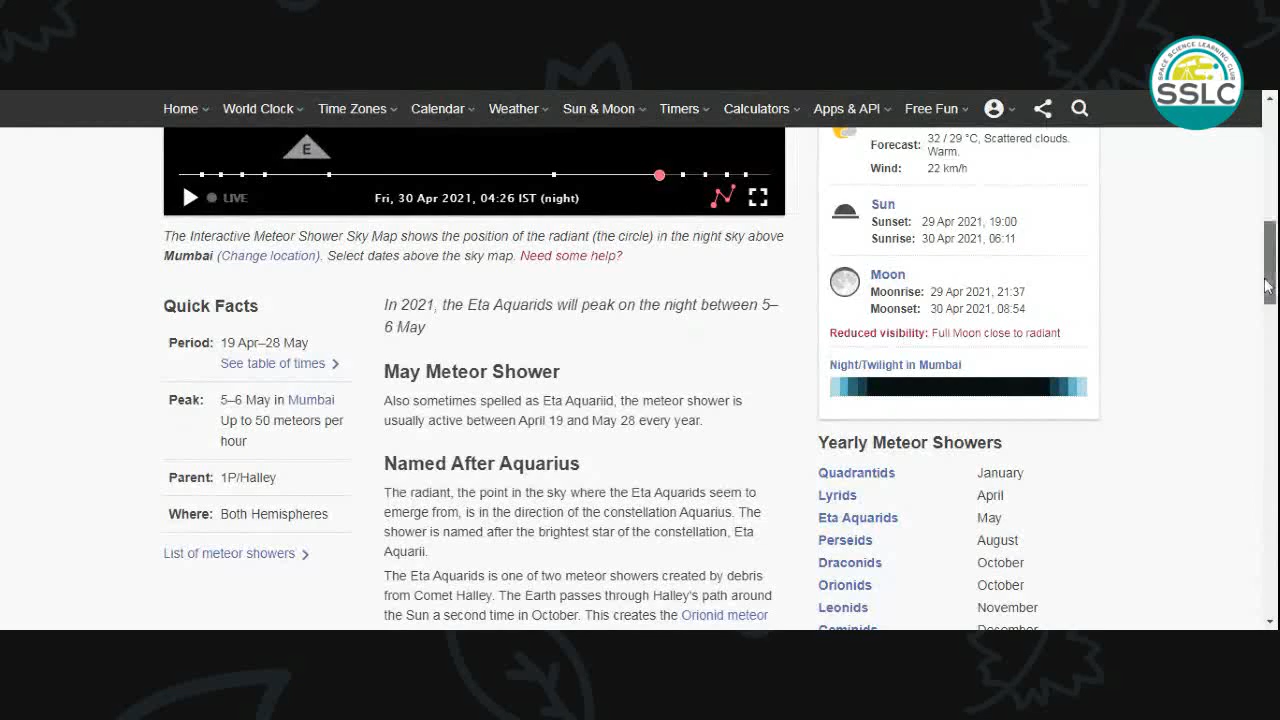 SPACE SCIENCE LEARNING CLUB
SSLC
Home World Clock Time Zones Calendar Weather Sun & Moon Timers Calculators Apps & API Free Fun
E
LIVE
Fri, 30 Apr 2021, 04:26 IST (night)
The Interactive Meteor Shower Sky Map shows the position of the radiant (the circle) in the night sky above
Mumbai (Change location). Select dates above the sky map. Need some help?
Quick Facts
Period: 19 Apr–28 May
See table of times
Peak: 5–6 May in Mumbai
Up to 50 meteors per
hour
Parent: 1P/Halley
Where: Both Hemispheres
List of meteor showers
In 2021, the Eta Aquarids will peak on the night between 5–
6 May
May Meteor Shower
Also sometimes spelled as Eta Aquariid, the meteor shower is
usually active between April 19 and May 28 every year.
Named After Aquarius
The radiant, the point in the sky where the Eta Aquarids seem to
emerge from, is in the direction of the constellation Aquarius. The
shower is named after the brightest star of the constellation, Eta
Aquarii.
The Eta Aquarids is one of two meteor showers created by debris
from Comet Halley. The Earth passes through Halley's path around
the Sun a second time in October. This creates the Orionid meteor
Forecast: 32 / 29 °C, Scattered clouds.
Warm.
Wind: 22 km/h
Sun
Sunset: 29 Apr 2021, 19:00
Sunrise: 30 Apr 2021, 06:11
Moon
Moonrise: 29 Apr 2021, 21:37
Moonset: 30 Apr 2021, 08:54
Reduced visibility: Full Moon close to radiant
Night/Twilight in Mumbai
Yearly Meteor Showers
Quadrantids January
Lyrids April
Eta Aquarids May
Perseids August
Draconids October
Orionids October
Leonids November
Geminids December